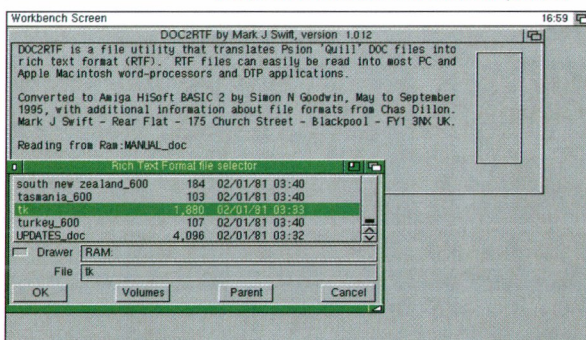 Workbench Screen 16:59
DOC2RTF by Mark J Swift, version 1.012
DOC2RTF is a file utility that translates Psion 'Quill' DOC files into
rich text format (RTF). RTF files can easily be read into most PC and
Apple Macintosh word-processors and DTP applications.
Converted to Amiga HiSoft BASIC 2 by Simon N Goodwin, May to September
1995, with additional information about file formats from Chas Dillon.
Mark J Swift - Rear Flat - 175 Church Street - Blackpool - FY1 3NX UK.
Reading from Ram:MANUAL_doc
Rich Text Format file selector
south new zealand_600 184 02/01/81 03:40
tasmania_600 103 02/01/81 03:40
tk 1,880 02/01/81 03:33
turkey_600 107 02/01/81 03:40
UPDATES_doc 4,096 02/01/81 03:32
Drawer RAM:
File tk
OK Volumes Parent Cancel